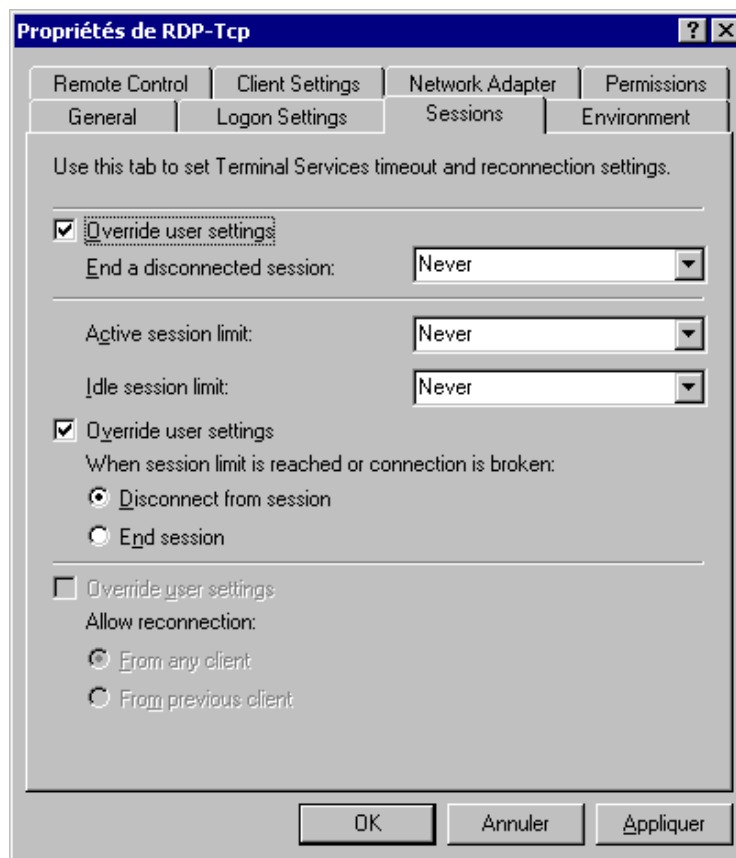 Propriétés de RDP-Tcp
Remote Control Client Settings Network Adapter Permissions
General Logon Settings Sessions Environment
Use this tab to set Terminal Services timeout and reconnection settings.
Override user settings
End a disconnected session: Never
Active session limit: Never
Idle session limit: Never
Override user settings
When session limit is reached or connection is broken:
Disconnect from session
End session
Override user settings
Allow reconnection:
From any client
From previous client
OK Annuler Appliquer